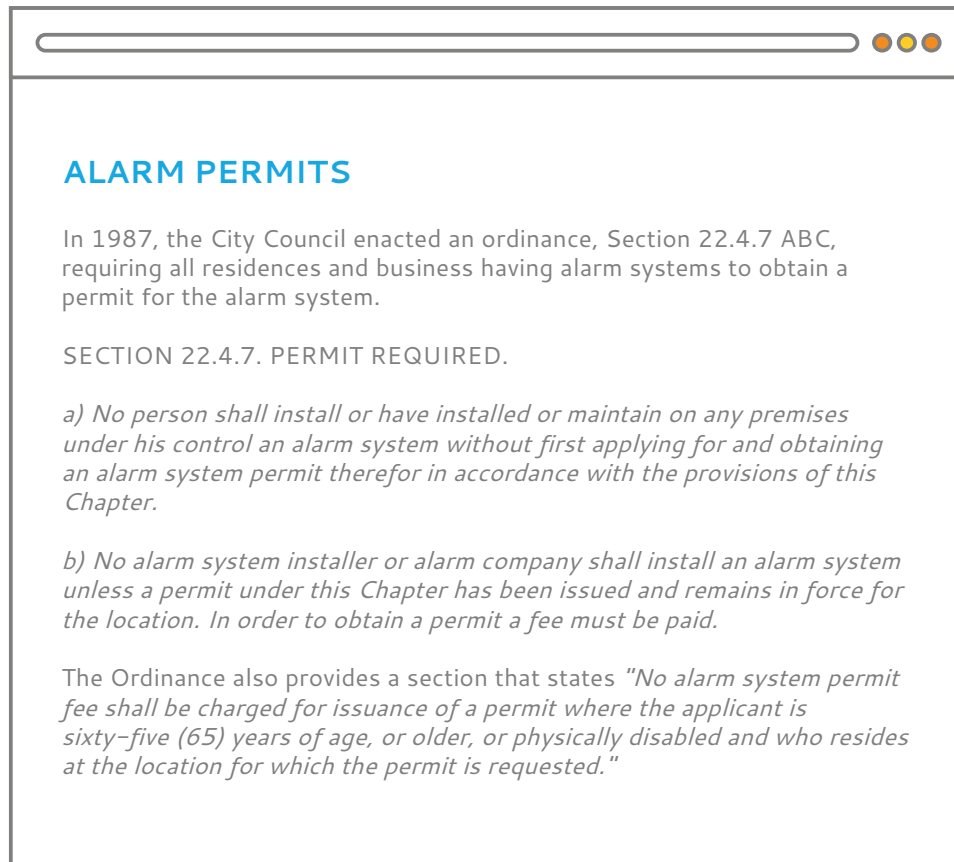 ALARM PERMITS
In 1987, the City Council enacted an ordinance, Section 22.4.7 ABC,
requiring all residences and business having alarm systems to obtain a
permit for the alarm system.
SECTION 22.4.7. PERMIT REQUIRED.
a) No person shall install or have installed or maintain on any premises
under his control an alarm system without first applying for and obtaining
an alarm system permit therefor in accordance with the provisions of this
Chapter.
b) No alarm system installer or alarm company shall install an alarm system
unless a permit under this Chapter has been issued and remains in force for
the location. In order to obtain a permit a fee must be paid.
The Ordinance also provides a section that states "No alarm system permit
fee shall be charged for issuance of a permit where the applicant is
sixty-five (65) years of age, or older, or physically disabled and who resides
at the location for which the permit is requested."